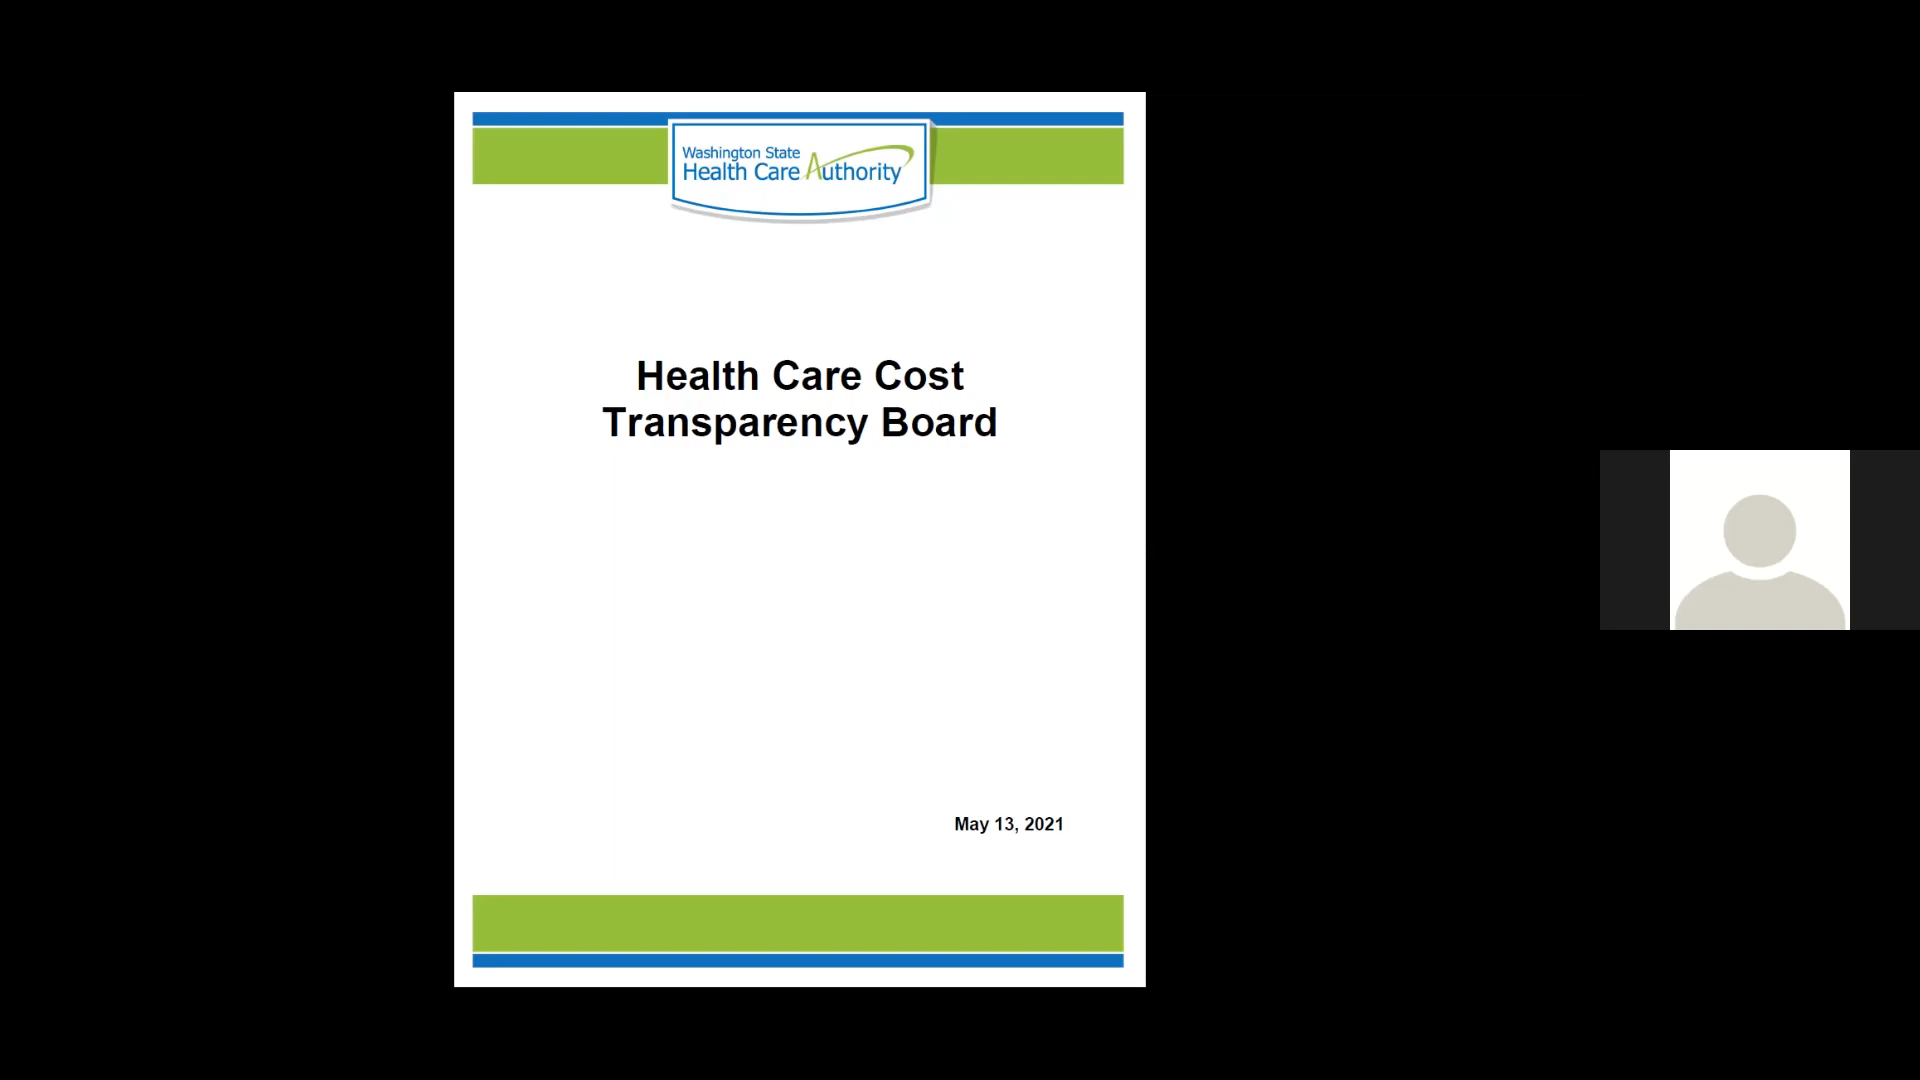 Washington State
Health Care Authority
Health Care Cost
Transparency Board
May 13, 2021